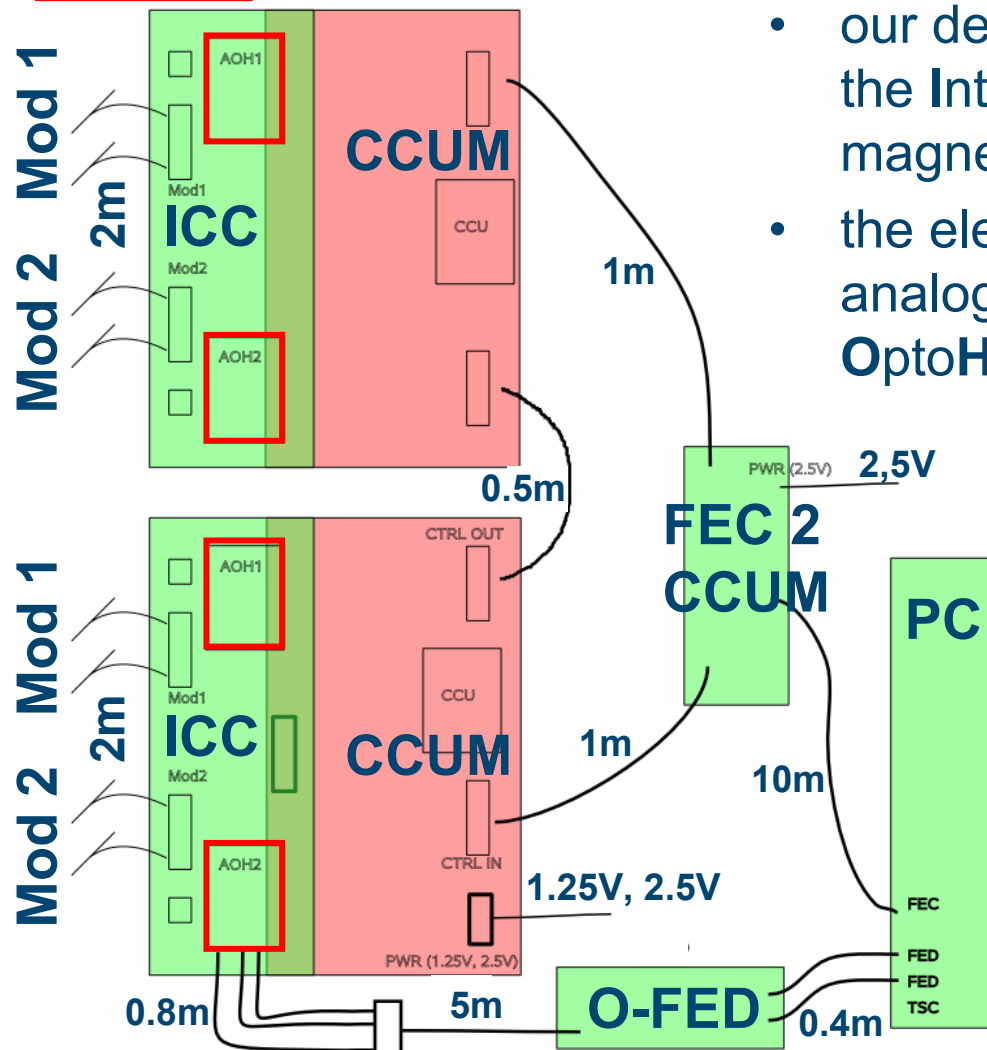 • our de
the Int
magne
• the ele
analog
OptoH
Mod 1
2m
Mod 2
AOH1
Mod1
ICC
Mod2
AOH2
CCUM
CCU
1m
0.5m
PWR (2.5V)
2,5V
FEC 2
CCUM
Mod 1
2m
Mod 2
AOH1
Mod1
ICC
Mod2
AOH2
CTRL OUT
CCU
CCUM
CTRL IN
1.25V, 2.5V
PWR (1.25V, 2.5V)
1m
10m
PC
FEC
FED
FED
TSC
0.8m
5m
O-FED
0.4m